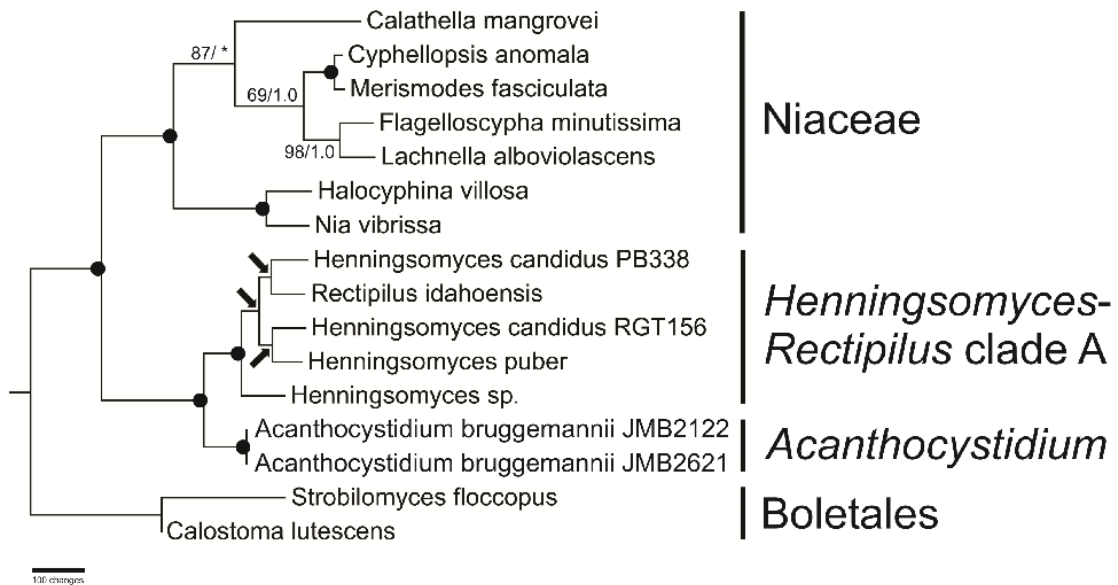 Calathella mangrovei
87/ *
Cyphellopsis anomala
Merismodes fasciculata
69/1.0
Flagelloscypha minutissima
98/1.0
Lachnella alboviolascens
Halocyphina villosa
Nia vibrissa
Niaceae
Henningsomyces candidus PB338
Rectipilus idahoensis
Henningsomyces candidus RGT156
Henningsomyces puber
Henningsomyces sp.
Henningsomyces-
Rectipilus clade A
Acanthocystidium bruggemannii JMB2122
Acanthocystidium bruggemannii JMB2621
Acanthocystidium
Strobilomyces floccopus
Calostoma lutescens
Boletales
100 changes